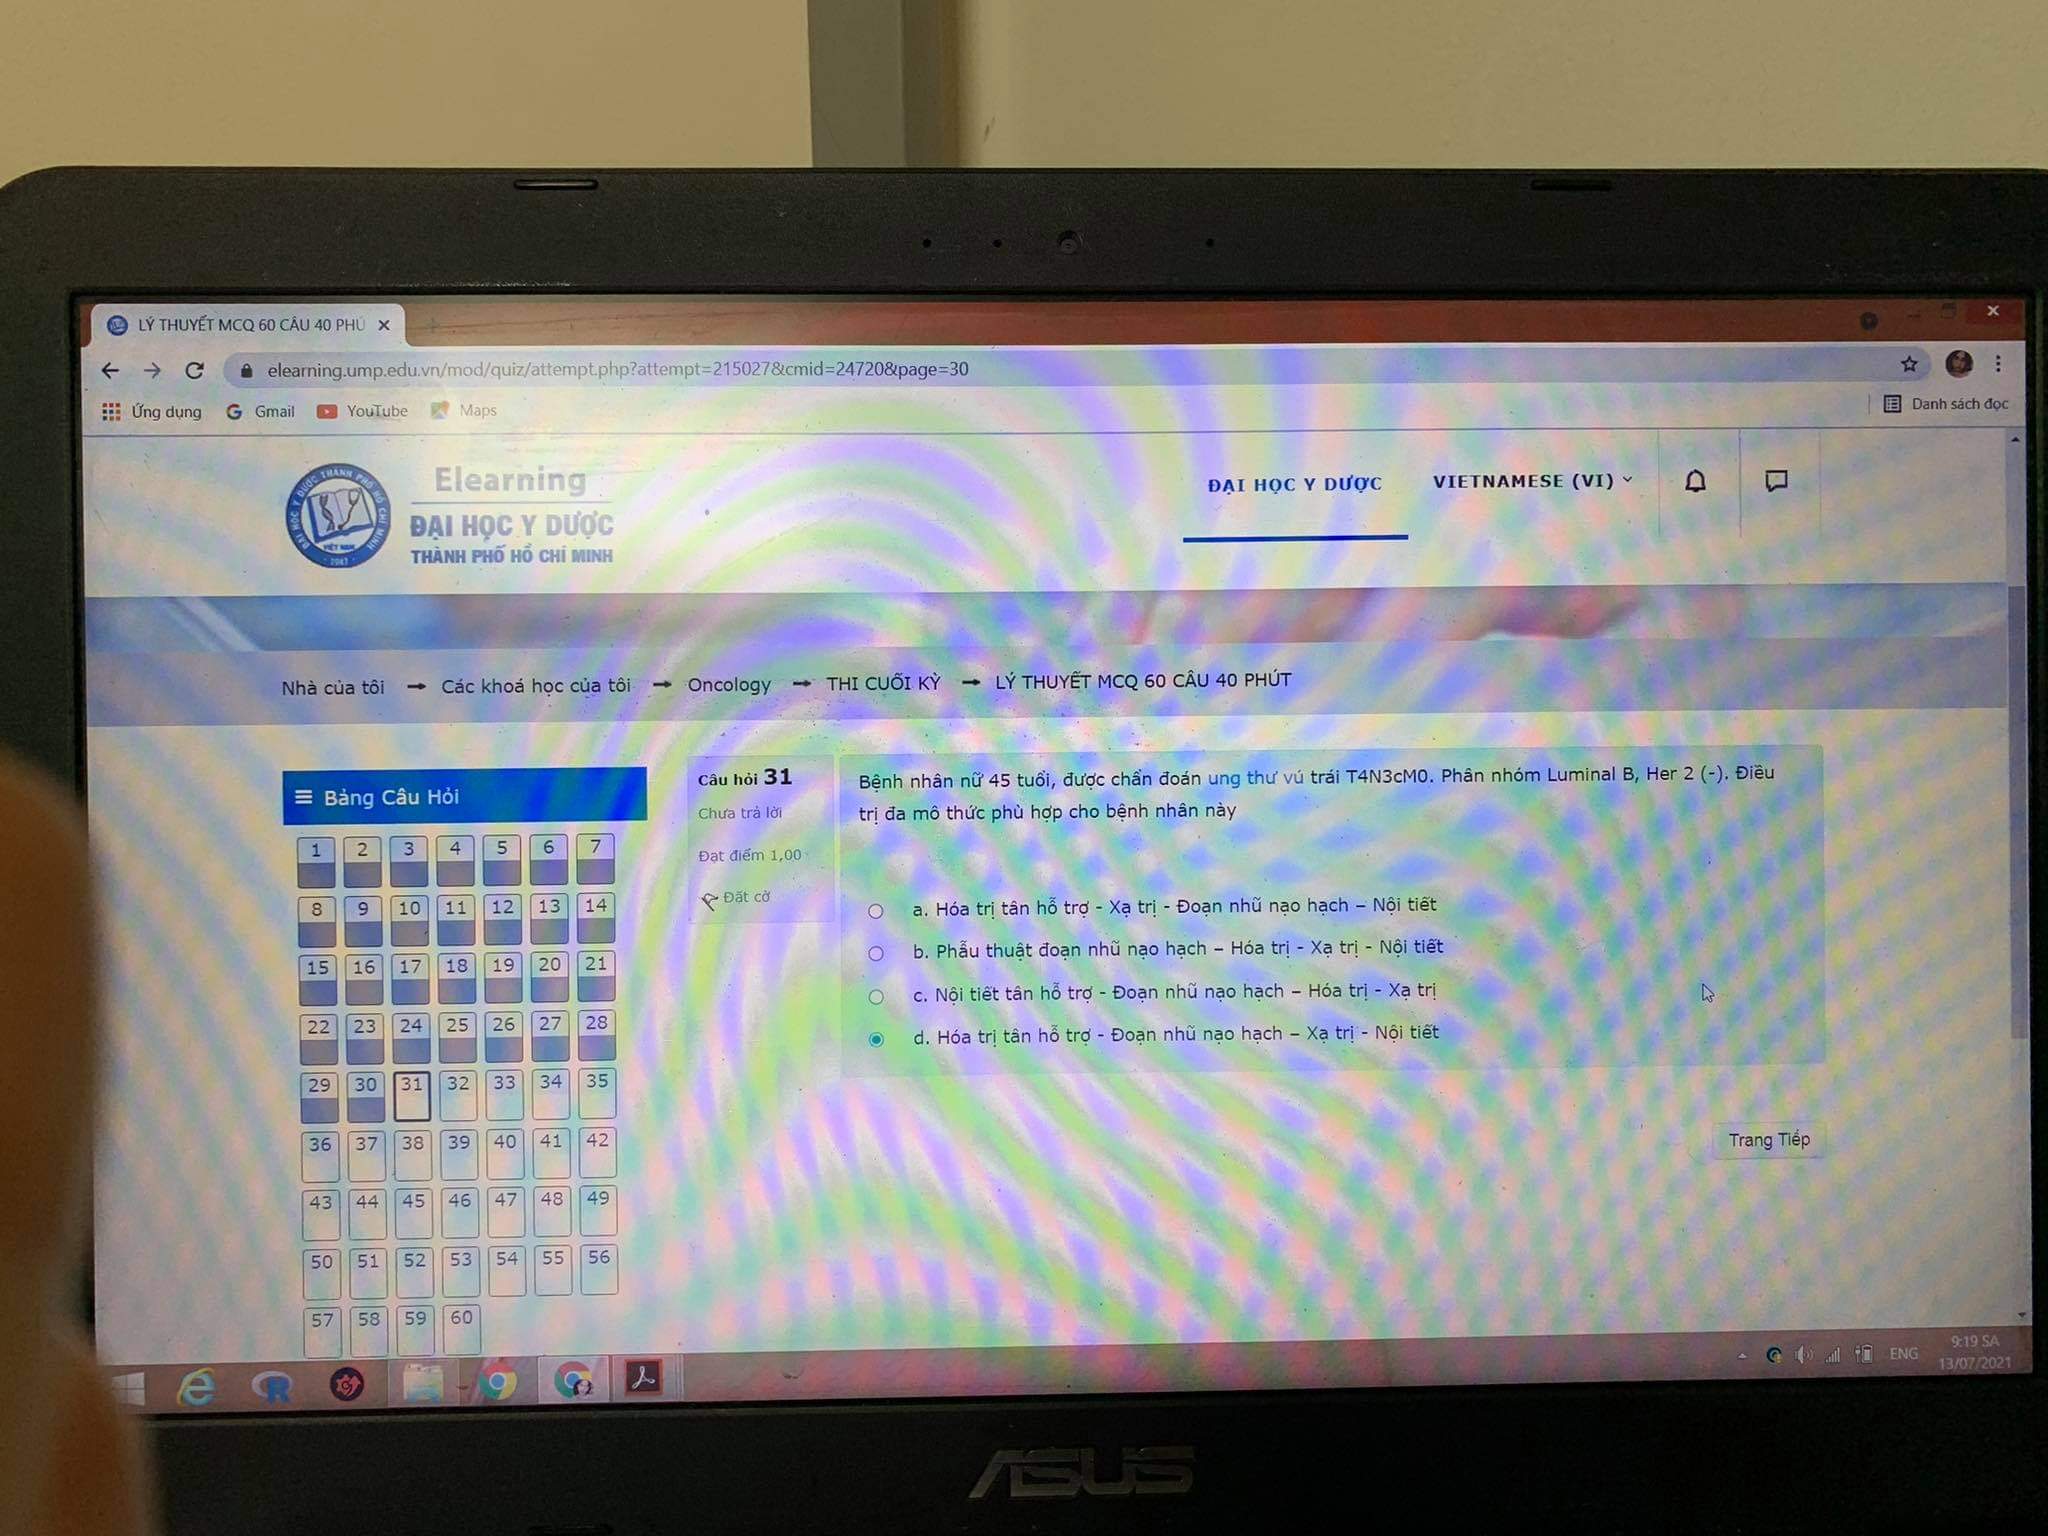 LÝ THUYẾT MCQ 60 CÂU 40 PHÚ
elearning.ump.edu.vn/mod/quiz/attempt.php?attempt=215027&cmid=24720&page=30
Ứng dụng Gmail YouTube Maps Danh sách đọc
Elearning
ĐẠI HỌC Y DƯỢC
THÀNH PHỐ HỒ CHÍ MINH
ĐẠI HỌC Y DƯỢC THÀNH PHỐ HỒ CHÍ MINH
VIỆT NAM
ĐẠI HỌC Y DƯỢC VIETNAMESE (VI)
Nhà của tôi Các khoá học của tôi Oncology THI CUỐI KỲ LÝ THUYẾT MCQ 60 CÂU 40 PHÚT
Bảng Câu Hỏi
1 2 3 4 5 6 7
8 9 10 11 12 13 14
15 16 17 18 19 20 21
22 23 24 25 26 27 28
29 30 31 32 33 34 35
36 37 38 39 40 41 42
43 44 45 46 47 48 49
50 51 52 53 54 55 56
57 58 59 60
Câu hỏi 31
Chưa trả lời
Đạt điểm 1,00
Đặt cờ
Bệnh nhân nữ 45 tuổi, được chẩn đoán ung thư vú trái T4N3cM0. Phân nhóm Luminal B, Her 2 (-). Điều
trị đa mô thức phù hợp cho bệnh nhân này
a. Hóa trị tân hỗ trợ - Xạ trị - Đoạn nhũ nạo hạch – Nội tiết
b. Phẫu thuật đoạn nhũ nạo hạch – Hóa trị - Xạ trị - Nội tiết
c. Nội tiết tân hỗ trợ - Đoạn nhũ nạo hạch – Hóa trị - Xạ trị
d. Hóa trị tân hỗ trợ - Đoạn nhũ nạo hạch – Xạ trị - Nội tiết
Trang Tiếp
ENG
9:19 SA
13/07/2021
ASUS